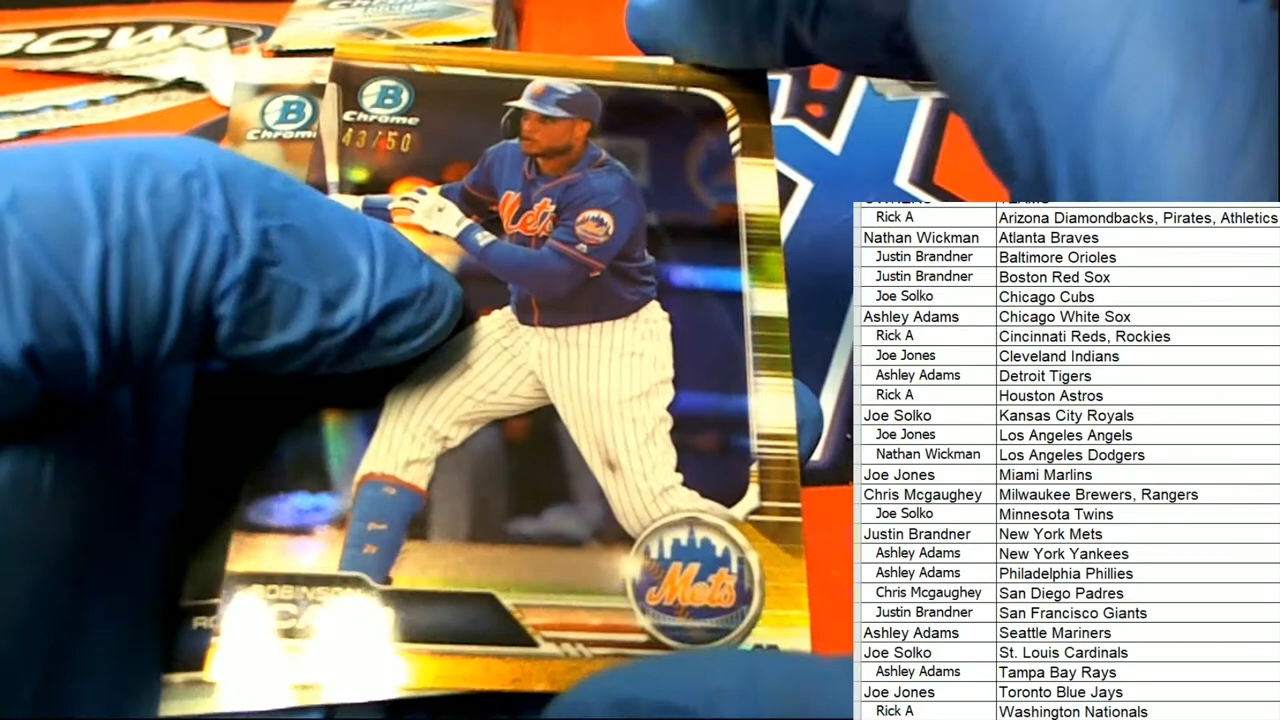 BCW
B
Chrome
43/50
Mets
ROBINSON
Mets
Rick A Arizona Diamondbacks, Pirates, Athletics
Nathan Wickman Atlanta Braves
Justin Brandner Baltimore Orioles
Justin Brandner Boston Red Sox
Joe Solko Chicago Cubs
Ashley Adams Chicago White Sox
Rick A Cincinnati Reds, Rockies
Joe Jones Cleveland Indians
Ashley Adams Detroit Tigers
Rick A Houston Astros
Joe Solko Kansas City Royals
Joe Jones Los Angeles Angels
Nathan Wickman Los Angeles Dodgers
Joe Jones Miami Marlins
Chris Mcgaughey Milwaukee Brewers, Rangers
Joe Solko Minnesota Twins
Justin Brandner New York Mets
Ashley Adams New York Yankees
Ashley Adams Philadelphia Phillies
Chris Mcgaughey San Diego Padres
Justin Brandner San Francisco Giants
Ashley Adams Seattle Mariners
Joe Solko St. Louis Cardinals
Ashley Adams Tampa Bay Rays
Joe Jones Toronto Blue Jays
Rick A Washington Nationals